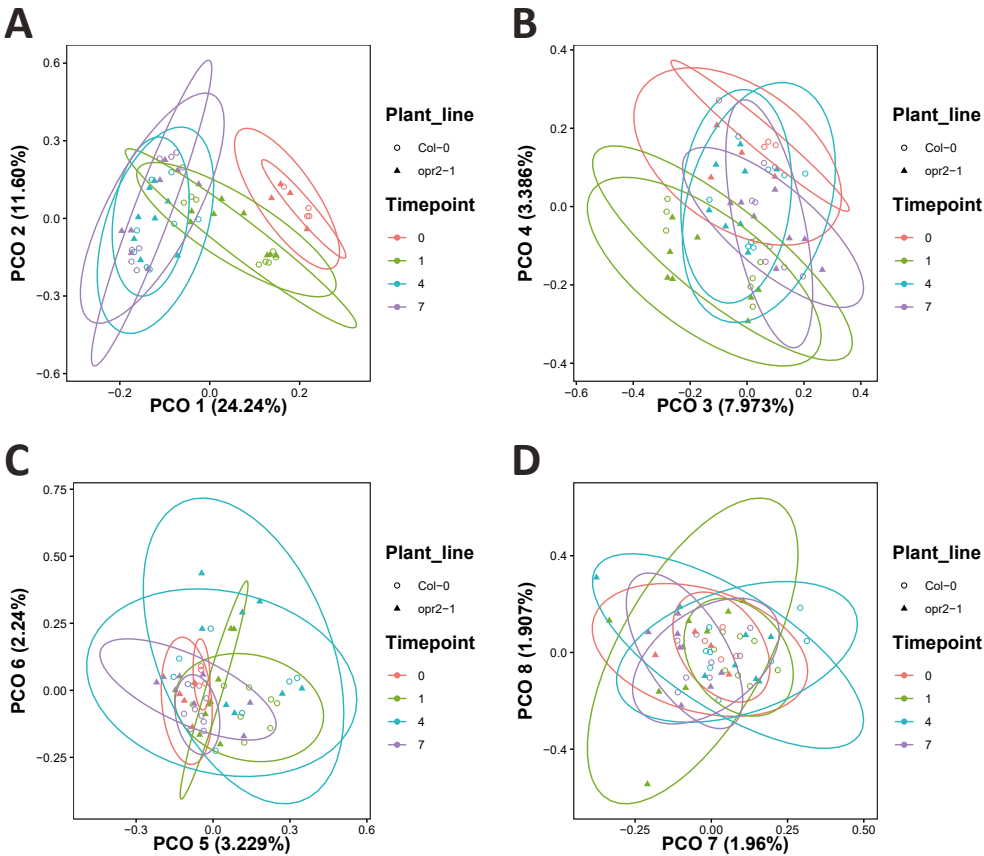 A
PCO 2 (11.60%)
0.6
0.3
0.0
−0.3
−0.6
−0.2
0.0
0.2
PCO 1 (24.24%)
Plant_line
Col−0
opr2−1
Timepoint
0
1
4
7
B
PCO 4 (3.386%)
0.4
0.2
0.0
−0.2
−0.4
−0.6
−0.4
−0.2
0.0
0.2
0.4
PCO 3 (7.973%)
Plant_line
Col−0
opr2−1
Timepoint
0
1
4
7
C
PCO 6 (2.24%)
0.75
0.50
0.25
0.00
−0.25
−0.3
0.0
0.3
0.6
PCO 5 (3.229%)
Plant_line
Col−0
opr2−1
Timepoint
0
1
4
7
D
PCO 8 (1.907%)
0.4
0.0
−0.4
−0.25
0.00
0.25
0.50
PCO 7 (1.96%)
Plant_line
Col−0
opr2−1
Timepoint
0
1
4
7